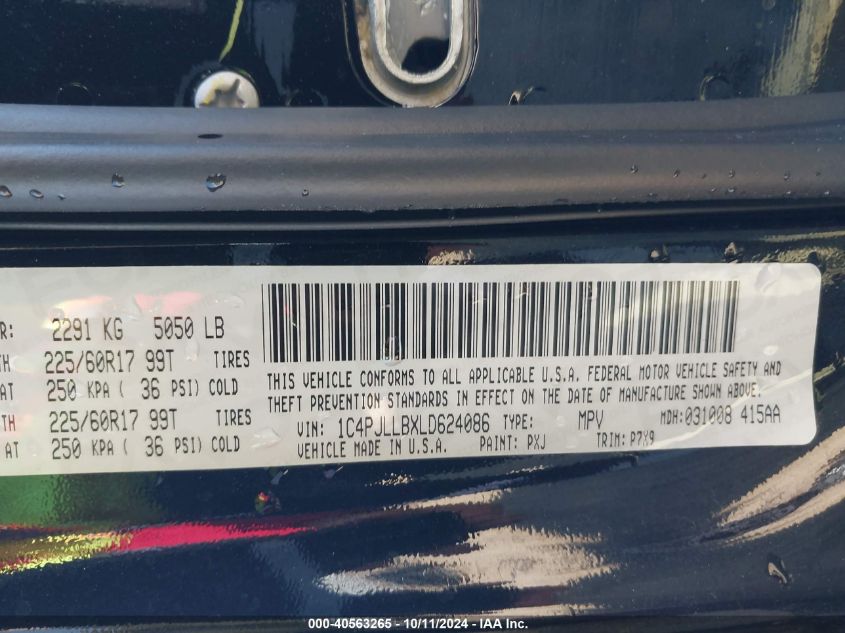 R: 2291 KG 5050 LB
TH 225/60R17 99T TIRES
AT 250 KPA ( 36 PSI) COLD
TH 225/60R17 99T TIRES
AT 250 KPA ( 36 PSI) COLD
THIS VEHICLE CONFORMS TO ALL APPLICABLE U.S.A. FEDERAL MOTOR VEHICLE SAFETY AND
THEFT PREVENTION STANDARDS IN EFFECT ON THE DATE OF MANUFACTURE SHOWN ABOVE.
VIN: 1C4PJLLBXLD624086 TYPE: MPV MDH: 031008 415AA
VEHICLE MADE IN U.S.A. PAINT: PXJ TRIM: P7X9
000-40563265 - 10/11/2024 - IAA Inc.